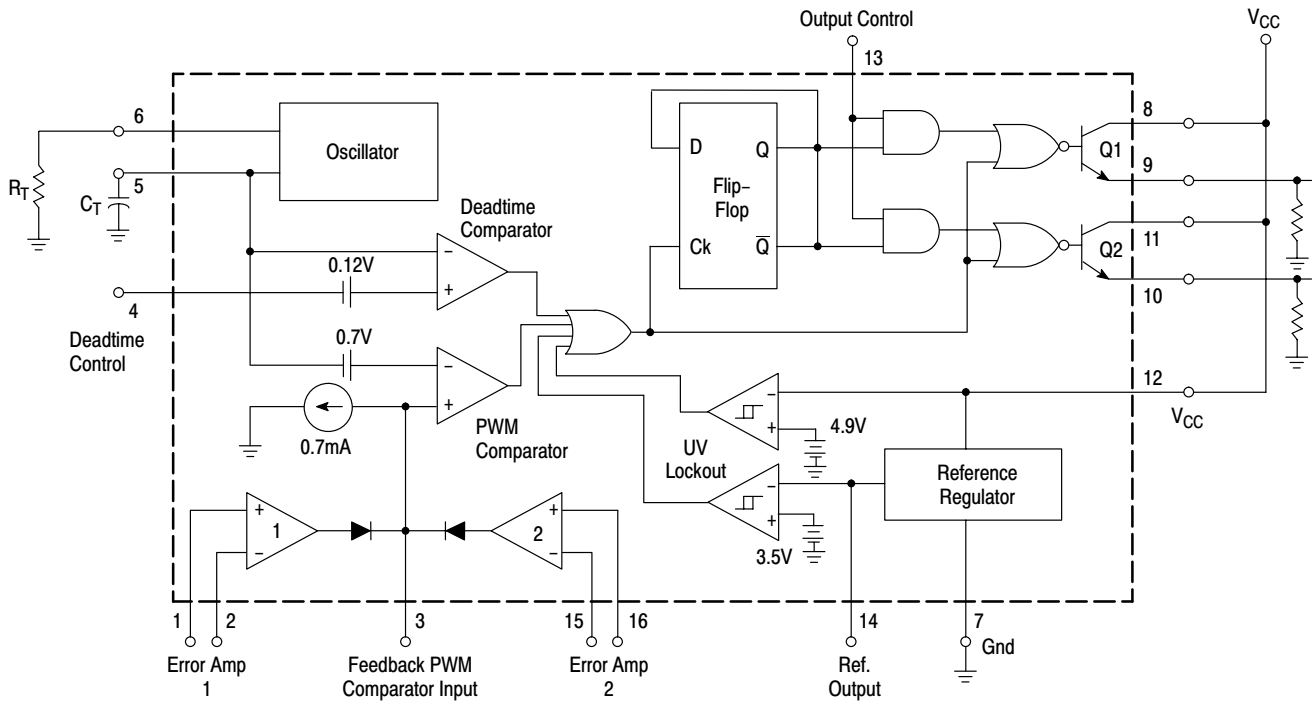 Output Control
V_CC
13
6
8
Oscillator
D
Q
Q1
5
9
R_T
C_T
Flip–
Flop
Deadtime
Comparator
11
Ck
Q̅
Q2
0.12V
4
10
Deadtime
Control
0.7V
12
V_CC
4.9V
0.7mA
PWM
Comparator
UV
Lockout
Reference
Regulator
1
2
3.5V
1
2
3
15
16
14
7
Gnd
Error Amp
1
Feedback PWM
Comparator Input
Error Amp
2
Ref.
Output
+
−
+
−
+
−
+
−
+
−
+
−